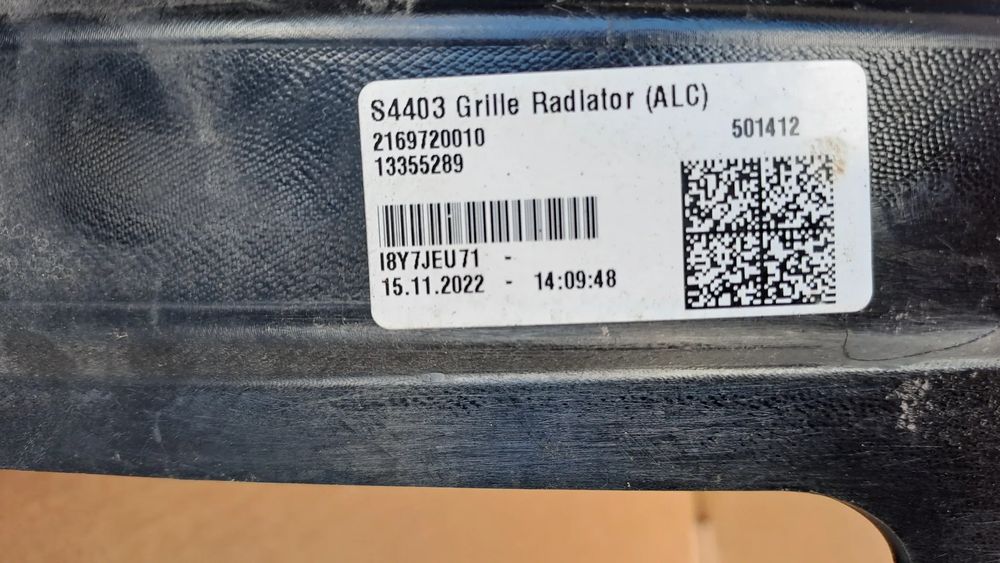 S4403 Grille Radiator (ALC)
2169720010
501412
13355289
I8Y7JEU71 -
15.11.2022 - 14:09:48